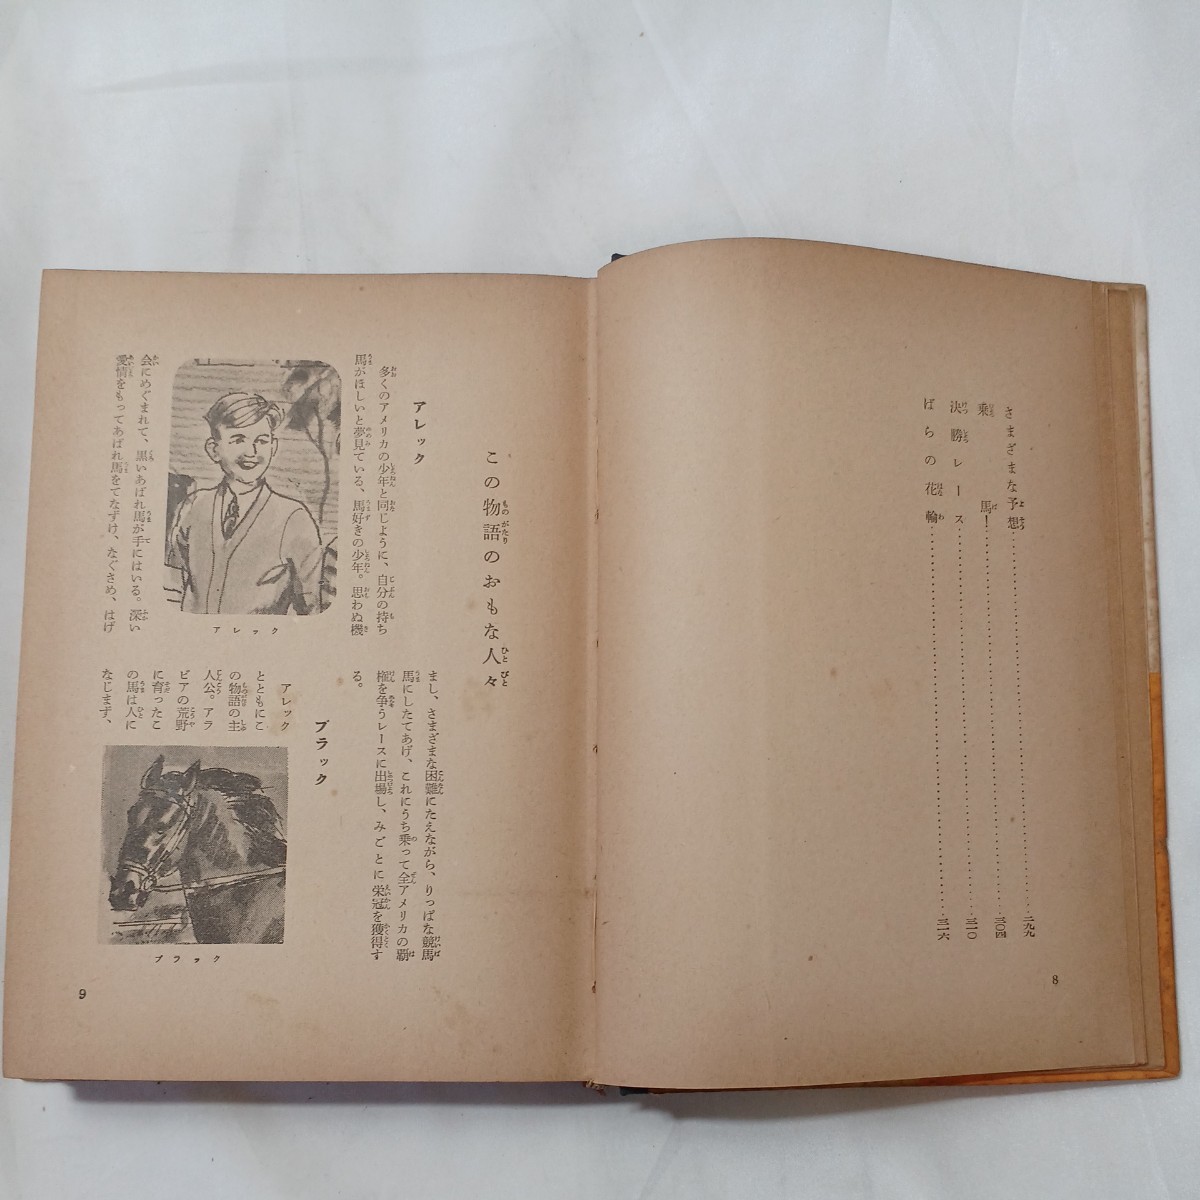 さまざまな予想……………………………二九九
乗馬！……………………………三〇四
決勝レース……………………………三一〇
ばらの花輪……………………………三一六
8
この物語のおもな人々
アレック
多くのアメリカの少年と同じように、自分の持ち
馬がほしいと夢見ている、馬好きの少年。思わぬ機
アレック
会にめぐまれて、黒いあばれ馬が手にはいる。深い
愛情をもってあばれ馬をてなずけ、なぐさめ、はげ
まし、さまざまな困難にたえながら、りっぱな競馬
馬にしたてあげ、これにうち乗って全アメリカの覇
権を争うレースに出場し、みごとに栄冠を獲得す
る。
ブラック
アレック
とともにこ
の物語の主
人公。アラ
ビアの荒野
に育ったこ
の馬は人に
なじまず、
ブラック
9